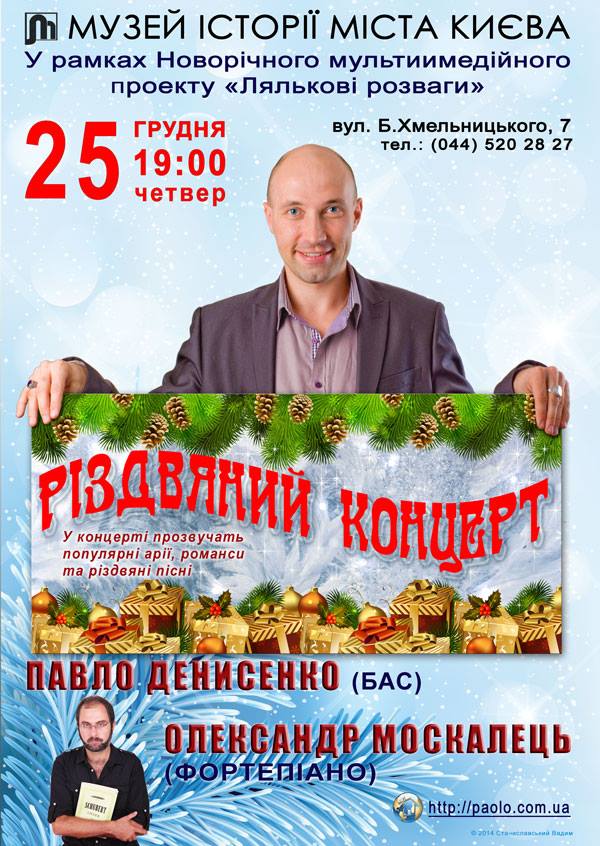 МУЗЕЙ ІСТОРІЇ МІСТА КИЄВА
У рамках Новорічного мультиимедійного
проекту «Лялькові розваги»
25
ГРУДНЯ
19:00
четвер
вул. Б.Хмельницького, 7
тел.: (044) 520 28 27
РІЗДВЯНИЙ КОНЦЕРТ
У концерті прозвучать
популярні арії, романси
та різдвяні пісні
ПАВЛО ДЕНИСЕНКО (БАС)
ОЛЕКСАНДР МОСКАЛЕЦЬ
(ФОРТЕПІАНО)
SCHUBERT
http://paolo.com.ua
© 2014 Станиславский Вадим